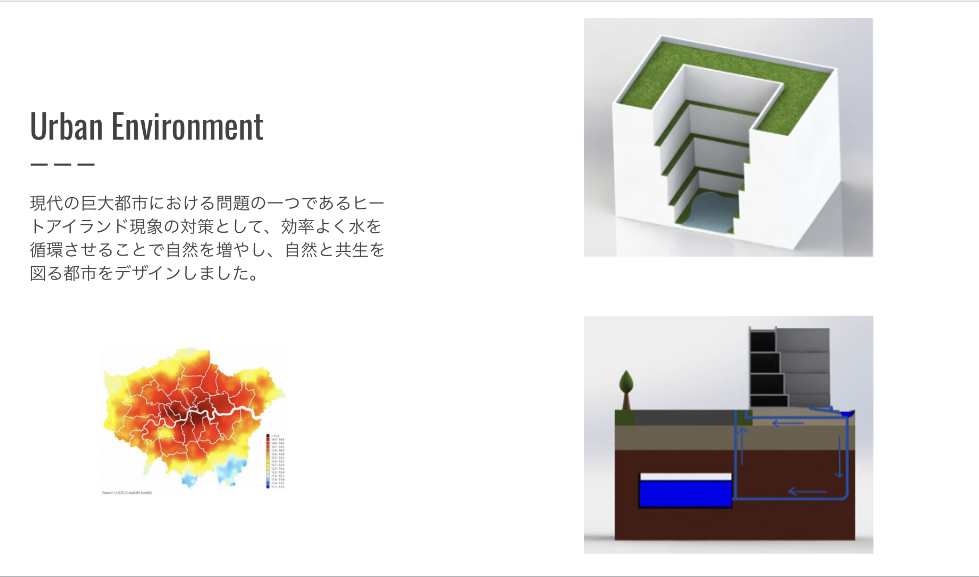 Urban Environment
現代の巨大都市における問題の一つであるヒー
トアイランド現象の対策として、効率よく水を
循環させることで自然を増やし、自然と共生を
図る都市をデザインしました。